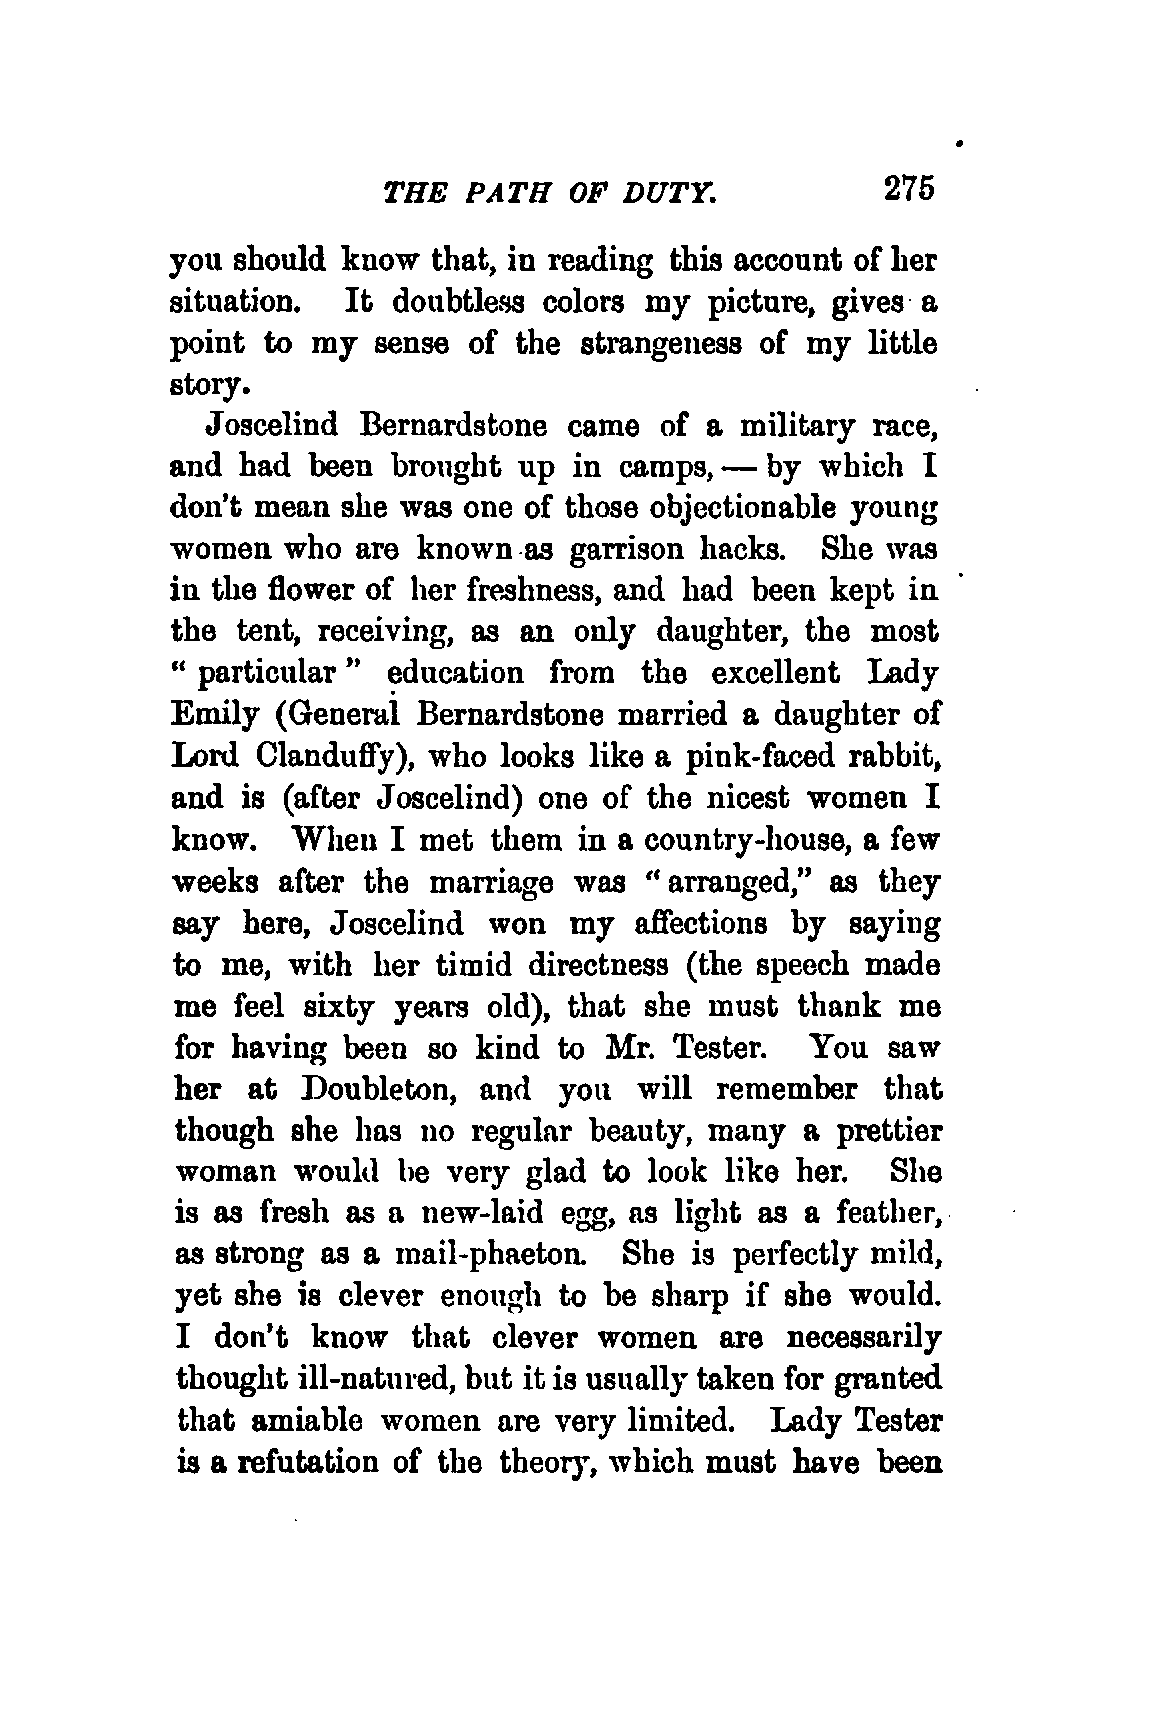 THE PATH OF DUTY. 275
you should know that, in reading this account of her
situation. It doubtless colors my picture, gives a
point to my sense of the strangeness of my little
story.
Joscelind Bernardstone came of a military race,
and had been brought up in camps, — by which I
don't mean she was one of those objectionable young
women who are known as garrison hacks. She was
in the flower of her freshness, and had been kept in
the tent, receiving, as an only daughter, the most
" particular " education from the excellent Lady
Emily (General Bernardstone married a daughter of
Lord Clanduffy), who looks like a pink-faced rabbit,
and is (after Joscelind) one of the nicest women I
know. When I met them in a country-house, a few
weeks after the marriage was " arranged," as they
say here, Joscelind won my affections by saying
to me, with her timid directness (the speech made
me feel sixty years old), that she must thank me
for having been so kind to Mr. Tester. You saw
her at Doubleton, and you will remember that
though she has no regular beauty, many a prettier
woman would be very glad to look like her. She
is as fresh as a new-laid egg, as light as a feather,
as strong as a mail-phaeton. She is perfectly mild,
yet she is clever enough to be sharp if she would.
I don't know that clever women are necessarily
thought ill-natured, but it is usually taken for granted
that amiable women are very limited. Lady Tester
is a refutation of the theory, which must have been